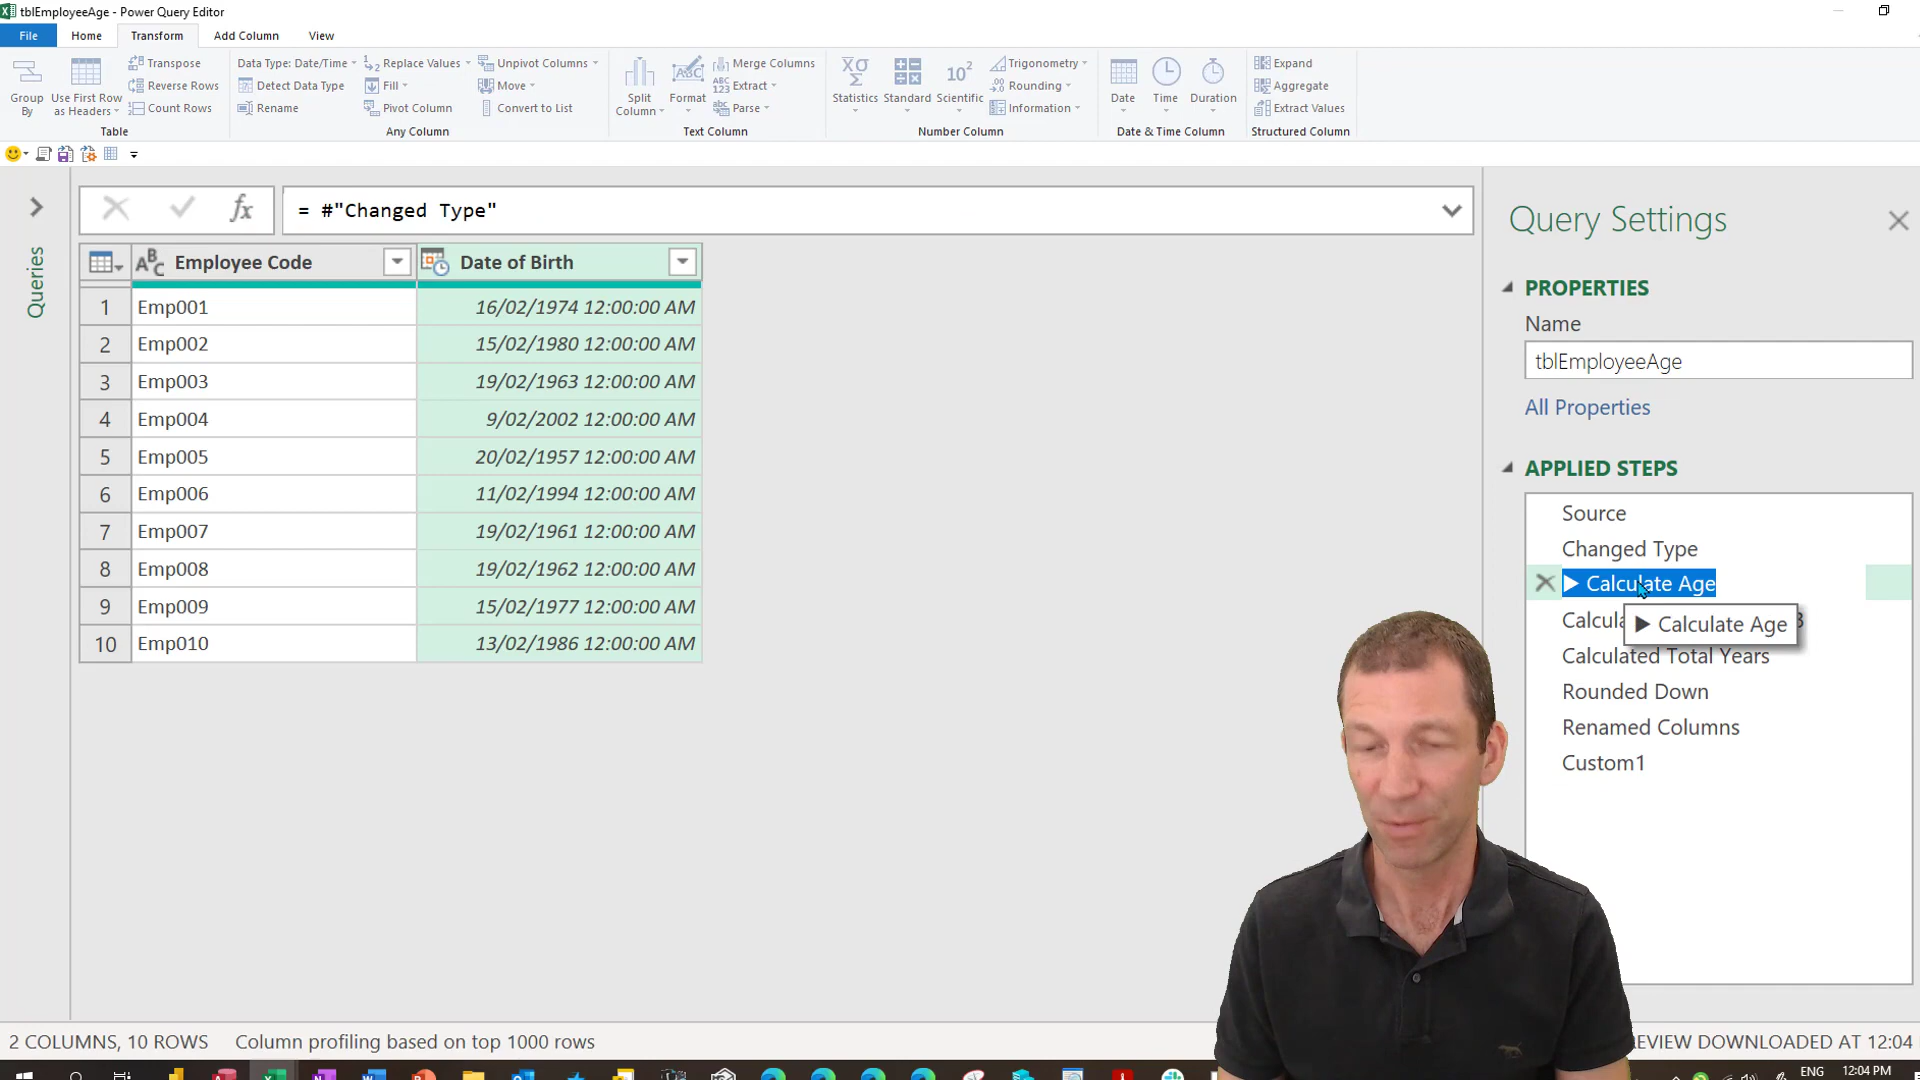 tblEmployeeAge - Power Query Editor
File Home Transform Add Column View
Group By
Use First Row as Headers
Transpose
Reverse Rows
Count Rows
Table
Data Type: Date/Time
Detect Data Type
Rename
Replace Values
Fill
Pivot Column
Unpivot Columns
Move
Convert to List
Any Column
Split Column
Format
Merge Columns
Extract
Parse
Text Column
Statistics
Standard
Scientific
Trigonometry
Rounding
Information
Number Column
Date
Time
Duration
Date & Time Column
Expand
Aggregate
Extract Values
Structured Column
Queries
fx = #"Changed Type"
Employee Code Date of Birth
1 Emp001 16/02/1974 12:00:00 AM
2 Emp002 15/02/1980 12:00:00 AM
3 Emp003 19/02/1963 12:00:00 AM
4 Emp004 9/02/2002 12:00:00 AM
5 Emp005 20/02/1957 12:00:00 AM
6 Emp006 11/02/1994 12:00:00 AM
7 Emp007 19/02/1961 12:00:00 AM
8 Emp008 19/02/1962 12:00:00 AM
9 Emp009 15/02/1977 12:00:00 AM
10 Emp010 13/02/1986 12:00:00 AM
Query Settings
PROPERTIES
Name
tblEmployeeAge
All Properties
APPLIED STEPS
Source
Changed Type
▶ Calculate Age
▶ Calculate Age
Calculated Total Years
Rounded Down
Renamed Columns
Custom1
2 COLUMNS, 10 ROWS Column profiling based on top 1000 rows
DOWNLOADED AT 12:04
ENG 12:04 PM